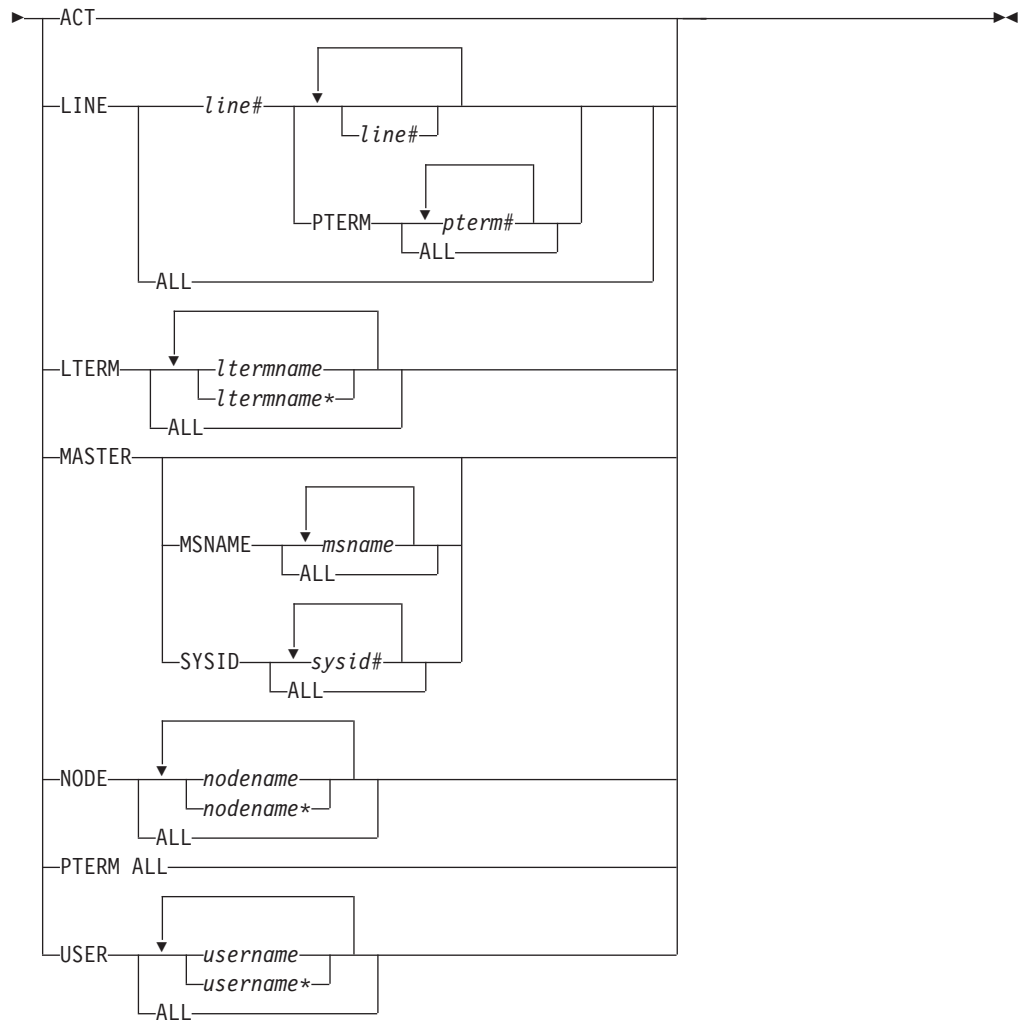 ACT
LINE line#
line#
PTERM pterm#
ALL
ALL
LTERM ltermname
ltermname*
ALL
MASTER
MSNAME msname
ALL
SYSID sysid#
ALL
NODE nodename
nodename*
ALL
PTERM ALL
USER username
username*
ALL